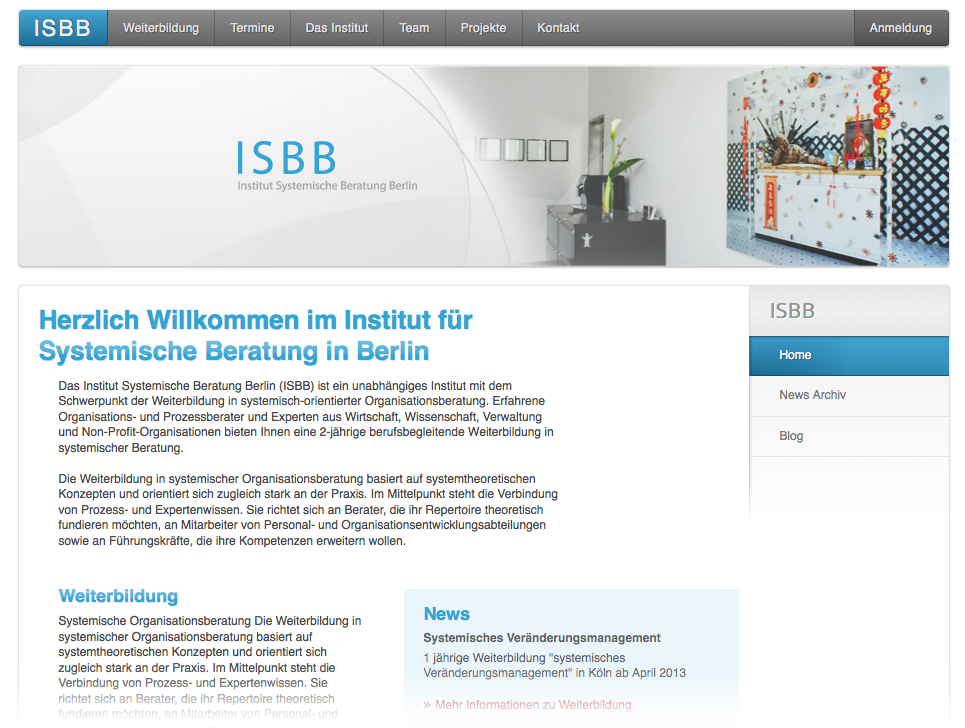 ISBB
Weiterbildung
Termine
Das Institut
Team
Projekte
Kontakt
Anmeldung
ISBB
Institut Systemische Beratung Berlin
Herzlich Willkommen im Institut für
Systemische Beratung in Berlin
Das Institut Systemische Beratung Berlin (ISBB) ist ein unabhängiges Institut mit dem
Schwerpunkt der Weiterbildung in systemisch-orientierter Organisationsberatung. Erfahrene
Organisations- und Prozessberater und Experten aus Wirtschaft, Wissenschaft, Verwaltung
und Non-Profit-Organisationen bieten Ihnen eine 2-jährige berufsbegleitende Weiterbildung in
systemischer Beratung.
Die Weiterbildung in systemischer Organisationsberatung basiert auf systemtheoretischen
Konzepten und orientiert sich zugleich stark an der Praxis. Im Mittelpunkt steht die Verbindung
von Prozess- und Expertenwissen. Sie richtet sich an Berater, die ihr Repertoire theoretisch
fundieren möchten, an Mitarbeiter von Personal- und Organisationsentwicklungsabteilungen
sowie an Führungskräfte, die ihre Kompetenzen erweitern wollen.
ISBB
Home
News Archiv
Blog
Weiterbildung
Systemische Organisationsberatung Die Weiterbildung in
systemischer Organisationsberatung basiert auf
systemtheoretischen Konzepten und orientiert sich
zugleich stark an der Praxis. Im Mittelpunkt steht die
Verbindung von Prozess- und Expertenwissen. Sie
richtet sich an Berater, die ihr Repertoire theoretisch
fundieren möchten, an Mitarbeiter von Personal- und
News
Systemisches Veränderungsmanagement
1 jährige Weiterbildung "systemisches
Veränderungsmanagement" in Köln ab April 2013
» Mehr Informationen zu Weiterbildung